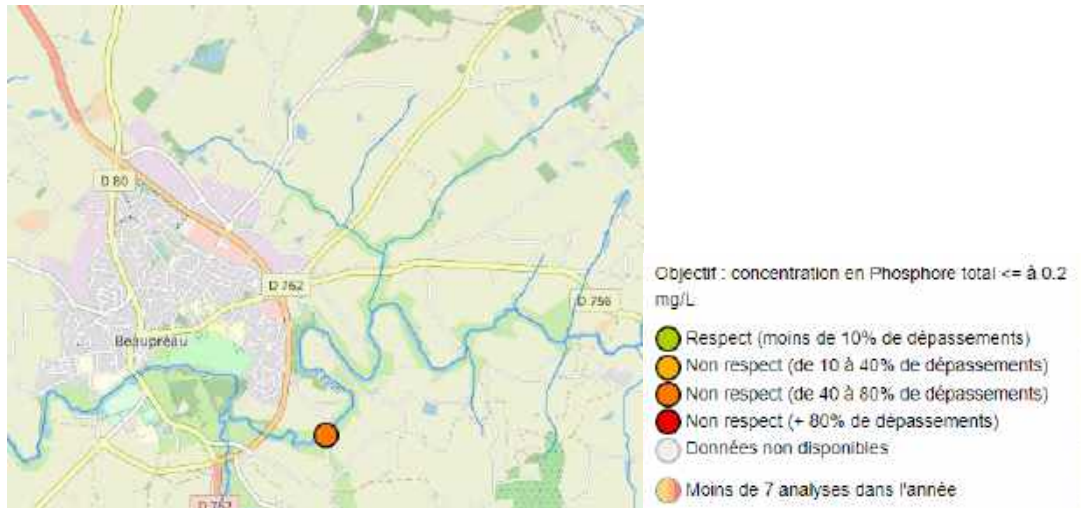 D 80
D 762
D 756
Beaupréau
D 762
Objectif : concentration en Phosphore total <= à 0.2
mg/L
Respect (moins de 10% de dépassements)
Non respect (de 10 à 40% de dépassements)
Non respect (de 40 à 80% de dépassements)
Non respect (+ 80% de dépassements)
Données non disponibles
Moins de 7 analyses dans l'année